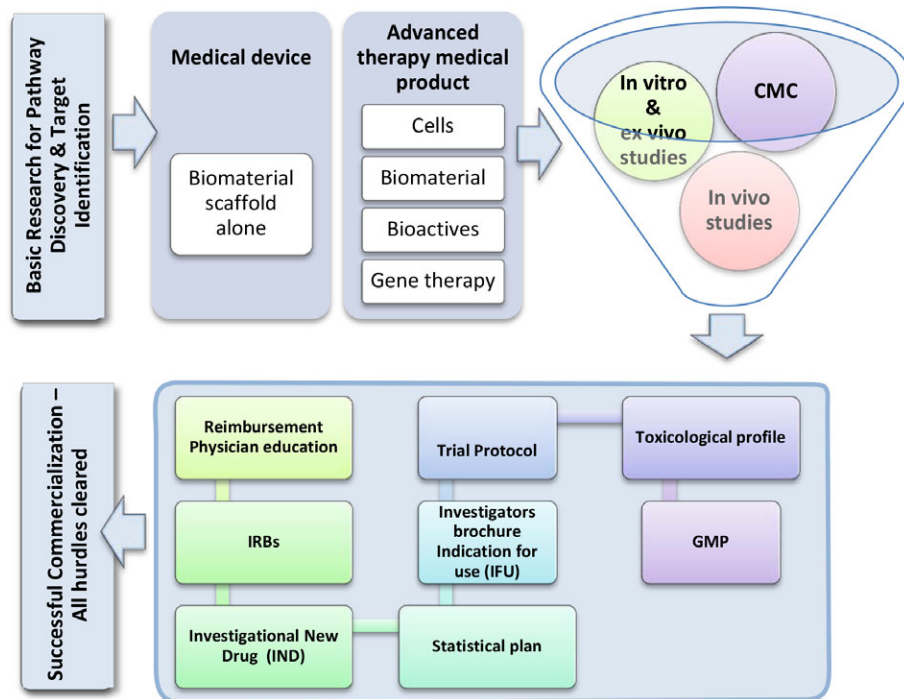 Basic Research for Pathway
Discovery & Target
Identification
Medical device
Biomaterial
scaffold
alone
Advanced
therapy medical
product
Cells
Biomaterial
Bioactives
Gene therapy
In vitro
&
ex vivo
studies
CMC
In vivo
studies
Successful Commercialization –
All hurdles cleared
Reimbursement
Physician education
IRBs
Investigational New
Drug (IND)
Trial Protocol
Investigators
brochure
Indication for
use (IFU)
Statistical plan
Toxicological profile
GMP